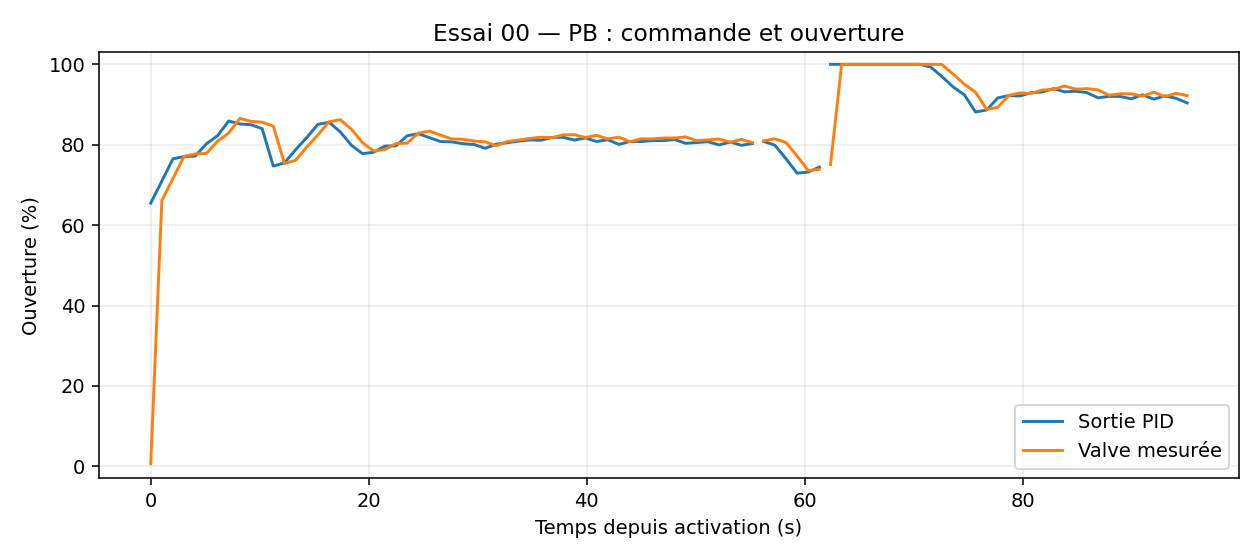 Essai 00 — PB : commande et ouverture
Ouverture (%)
100
80
60
40
20
0
0
20
40
60
80
Temps depuis activation (s)
Sortie PID
Valve mesurée